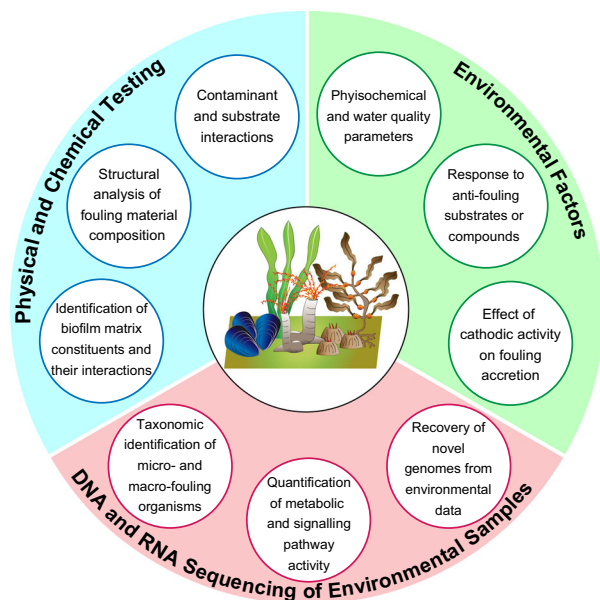 Physical and Chemical Testing
Contaminant
and substrate
interactions
Structural
analysis of
fouling material
composition
Identification of
biofilm matrix
constituents and
their interactions
Environmental Factors
Phyisochemical
and water quality
parameters
Response to
anti-fouling
substrates or
compounds
Effect of
cathodic activity
on fouling
accretion
DNA and RNA Sequencing of Environmental Samples
Taxonomic
identification of
micro- and
macro-fouling
organisms
Quantification
of metabolic
and signalling
pathway
activity
Recovery of
novel
genomes from
environmental
data